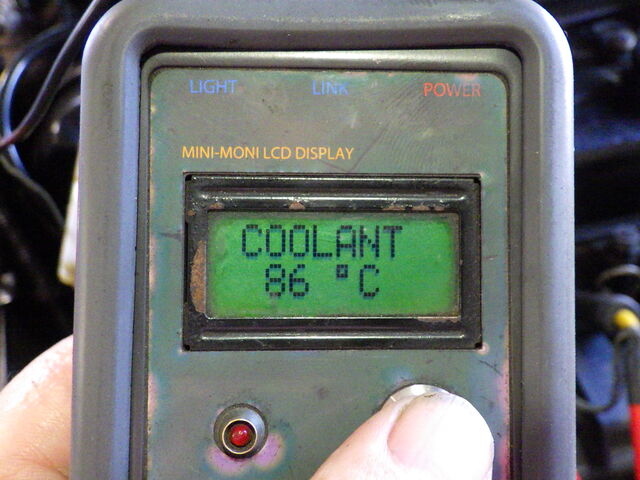 LIGHT LINK POWER
MINI-MONI LCD DISPLAY
COOLANT
86 °C